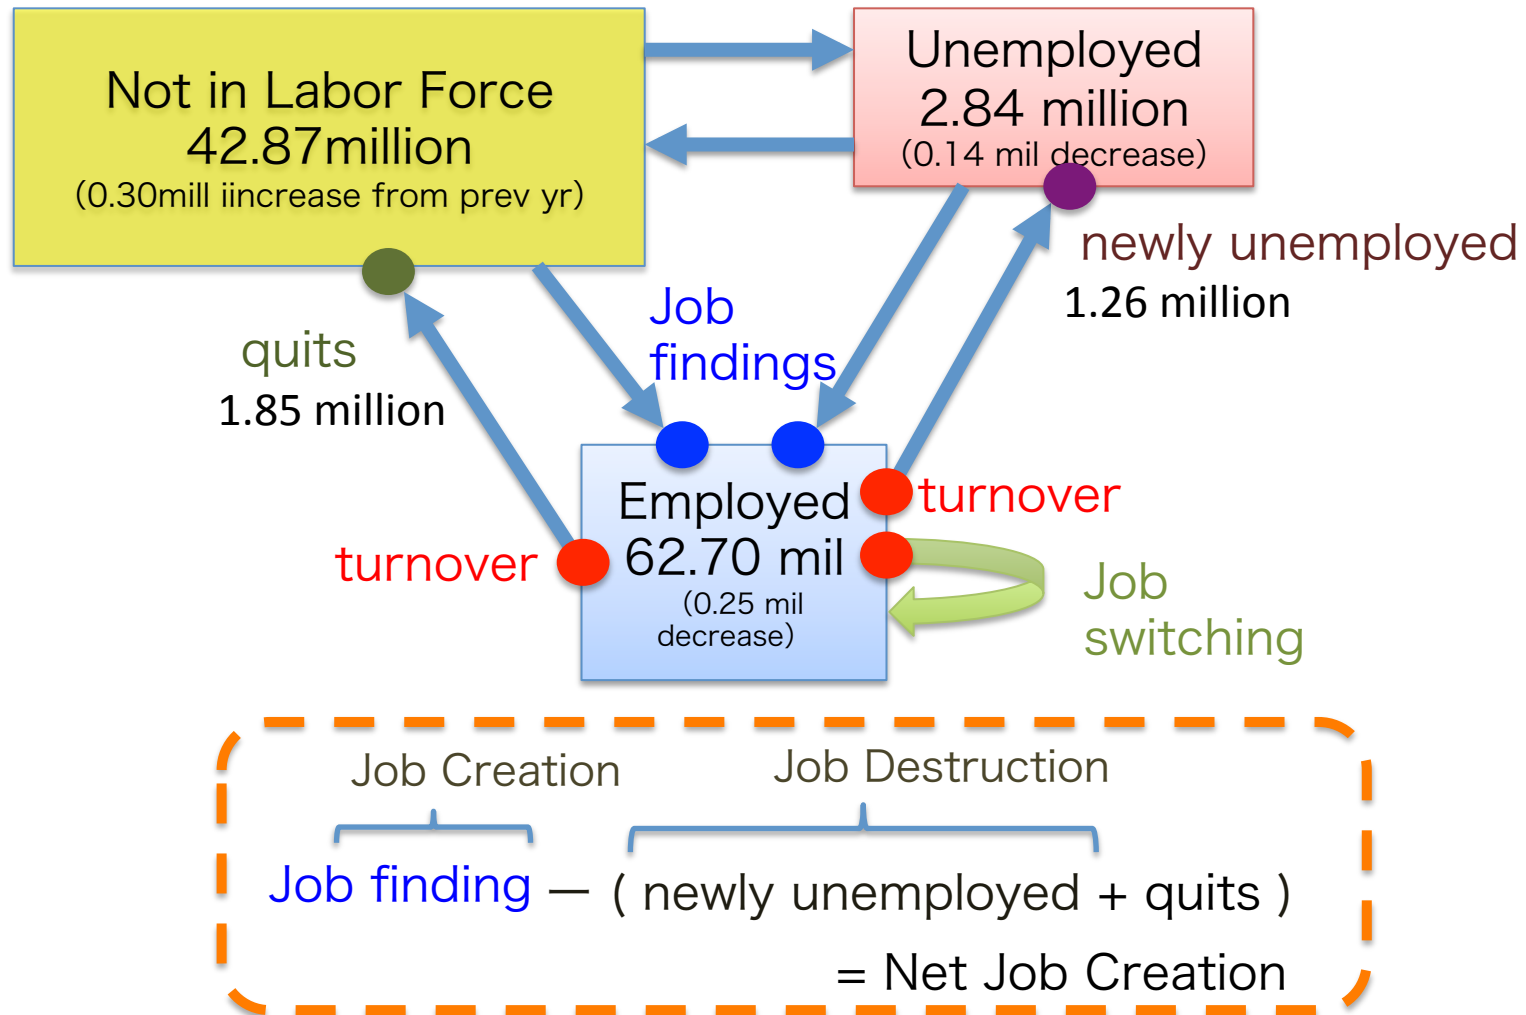 Not in Labor Force
42.87million
(0.30mill iincrease from prev yr)
Unemployed
2.84 million
(0.14 mil decrease)
newly unemployed
1.26 million
Job
findings
quits
1.85 million
Employed
62.70 mil
(0.25 mil
decrease)
turnover
turnover
Job
switching
Job Creation
Job Destruction
Job finding — ( newly unemployed + quits )
= Net Job Creation